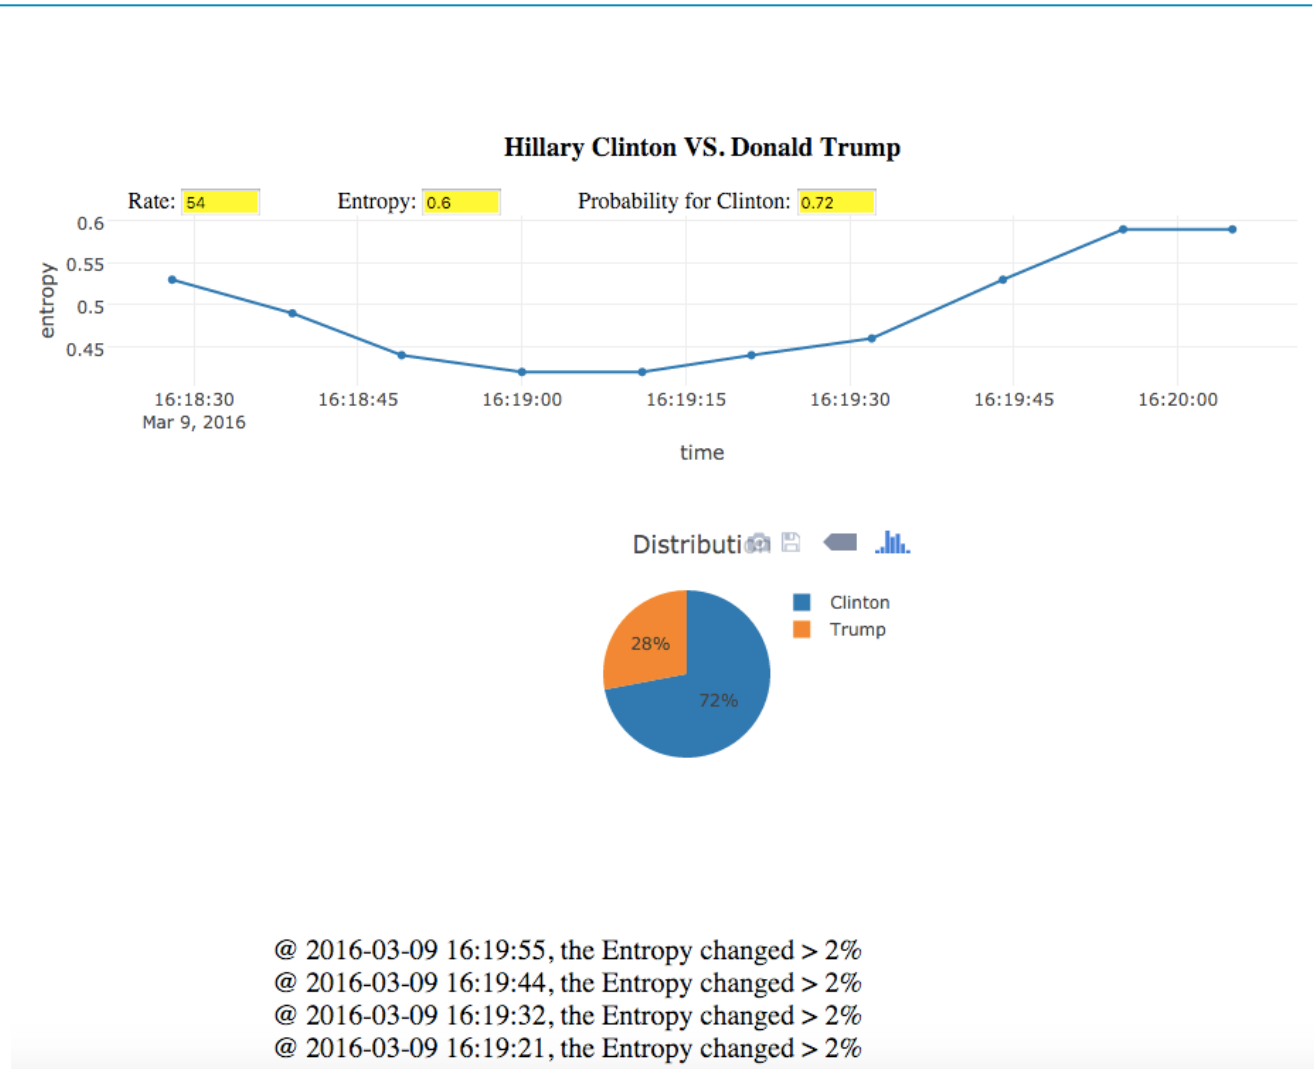 Hillary Clinton VS. Donald Trump
Rate: 54 Entropy: 0.6 Probability for Clinton: 0.72
0.6
0.55
0.5
0.45
entropy
16:18:30 16:18:45 16:19:00 16:19:15 16:19:30 16:19:45 16:20:00
Mar 9, 2016
time
Clinton
Trump
28%
72%
@ 2016-03-09 16:19:55, the Entropy changed > 2%
@ 2016-03-09 16:19:44, the Entropy changed > 2%
@ 2016-03-09 16:19:32, the Entropy changed > 2%
@ 2016-03-09 16:19:21, the Entropy changed > 2%